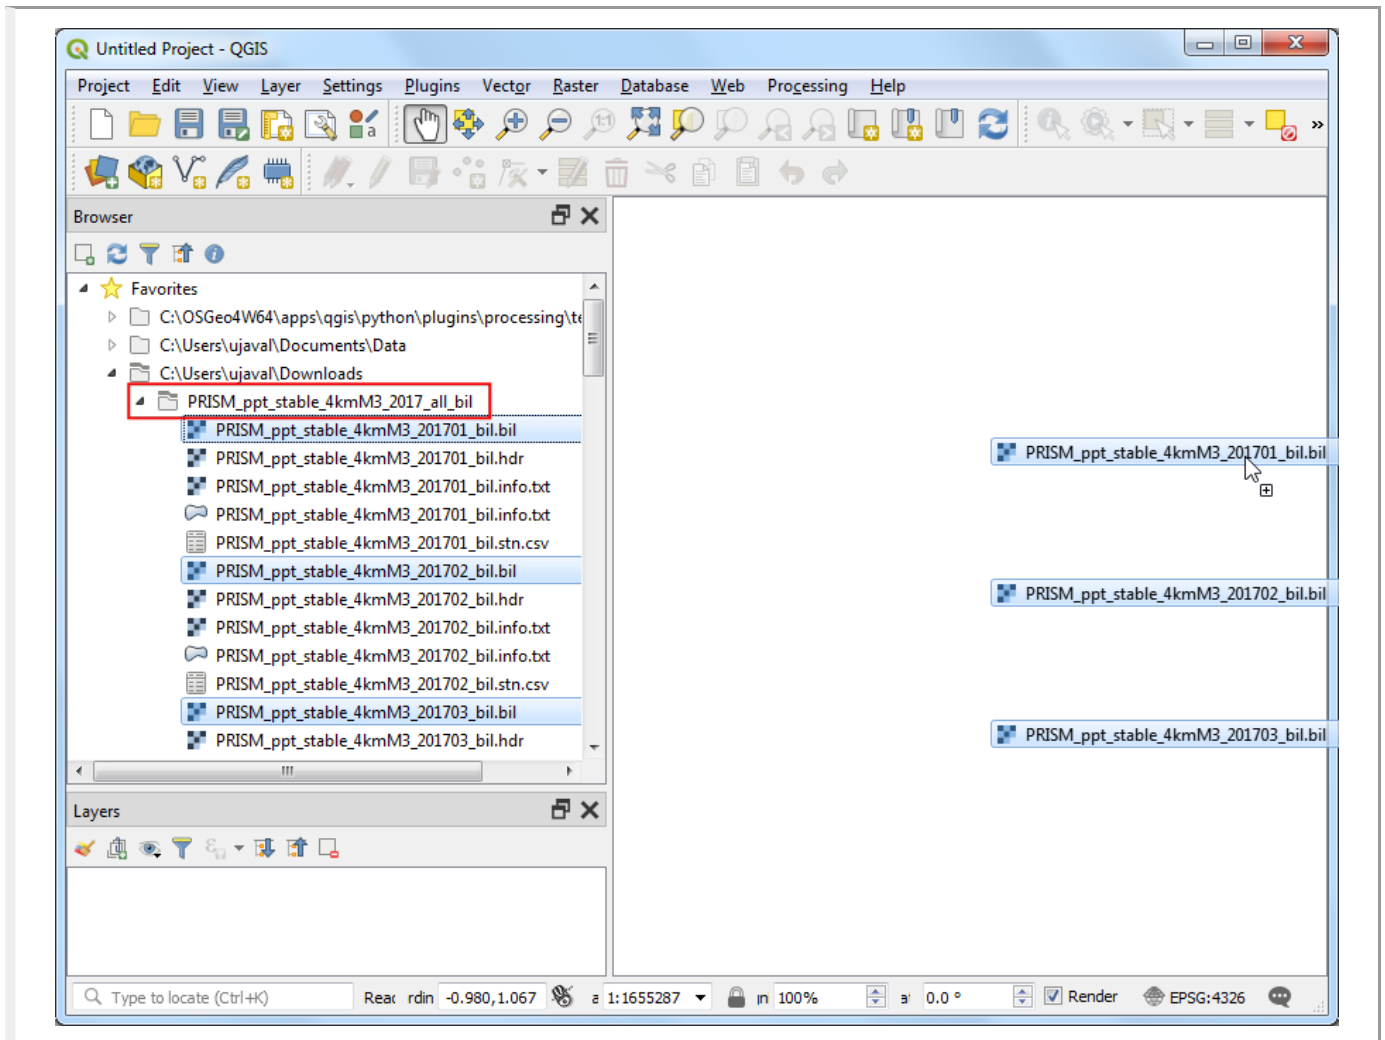 Untitled Project - QGIS
Project Edit View Layer Settings Plugins Vector Raster Database Web Processing Help
Browser
Favorites
C:\OSGeo4W64\apps\qgis\python\plugins\processing\te
C:\Users\ujaval\Documents\Data
C:\Users\ujaval\Downloads
PRISM_ppt_stable_4kmM3_2017_all_bil
PRISM_ppt_stable_4kmM3_201701_bil.bil
PRISM_ppt_stable_4kmM3_201701_bil.hdr
PRISM_ppt_stable_4kmM3_201701_bil.info.txt
PRISM_ppt_stable_4kmM3_201701_bil.info.txt
PRISM_ppt_stable_4kmM3_201701_bil.stn.csv
PRISM_ppt_stable_4kmM3_201702_bil.bil
PRISM_ppt_stable_4kmM3_201702_bil.hdr
PRISM_ppt_stable_4kmM3_201702_bil.info.txt
PRISM_ppt_stable_4kmM3_201702_bil.info.txt
PRISM_ppt_stable_4kmM3_201702_bil.stn.csv
PRISM_ppt_stable_4kmM3_201703_bil.bil
PRISM_ppt_stable_4kmM3_201703_bil.hdr
PRISM_ppt_stable_4kmM3_201701_bil.bil
PRISM_ppt_stable_4kmM3_201702_bil.bil
PRISM_ppt_stable_4kmM3_201703_bil.bil
Layers
Type to locate (Ctrl+K) Reac rdin -0.980,1.067 a 1:1655287 ın 100% a 0.0 ° Render EPSG:4326